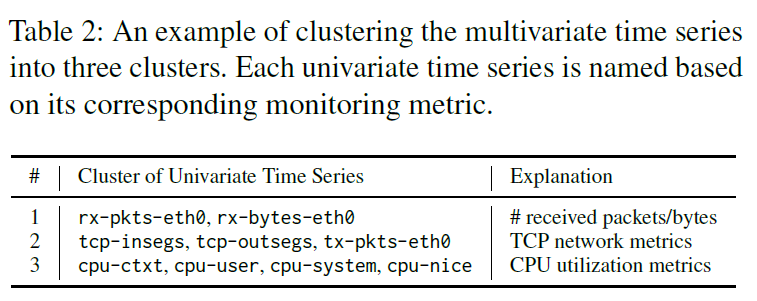 Table 2: An example of clustering the multivariate time series
into three clusters. Each univariate time series is named based
on its corresponding monitoring metric.
# Cluster of Univariate Time Series Explanation
1 rx-pkts-eth0, rx-bytes-eth0 # received packets/bytes
2 tcp-insegs, tcp-outsegs, tx-pkts-eth0 TCP network metrics
3 cpu-ctxt, cpu-user, cpu-system, cpu-nice CPU utilization metrics